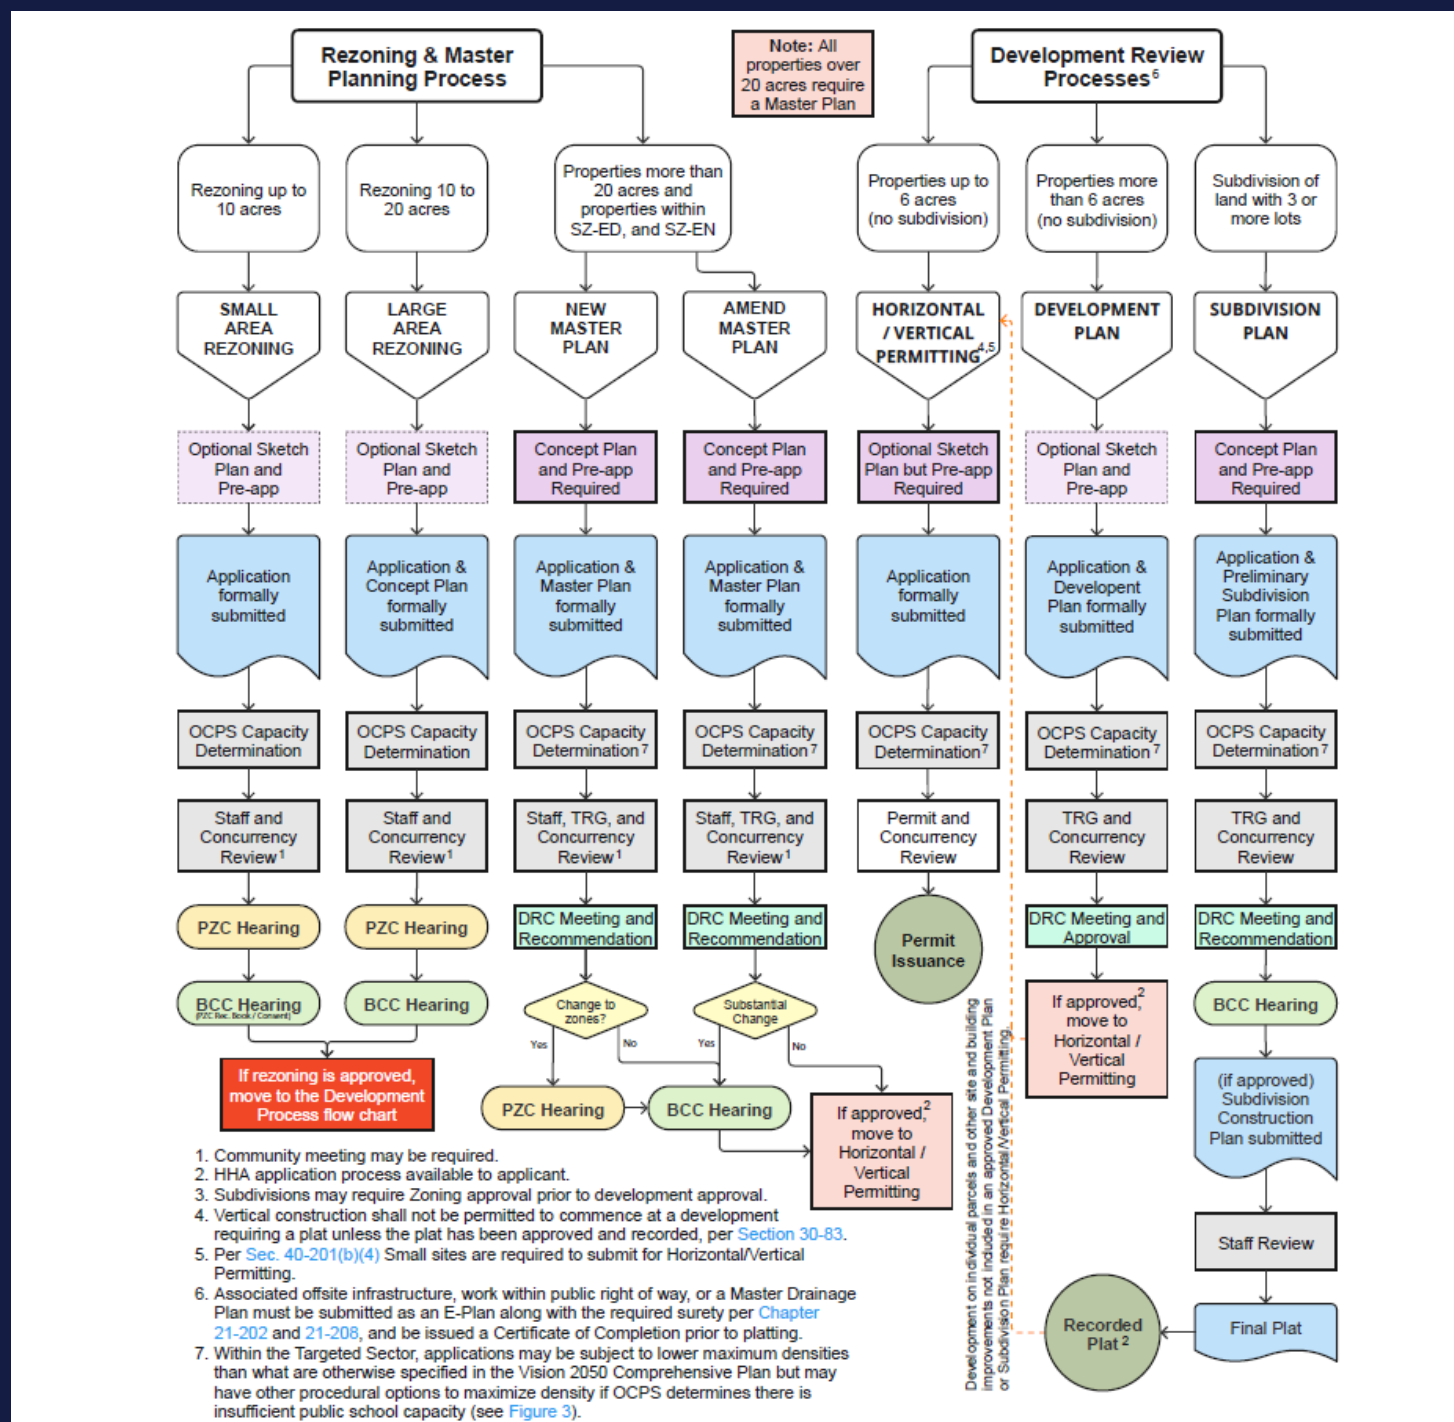 Rezoning & Master
Planning Process
Note: All
properties over
20 acres require
a Master Plan
Development Review
Processes6
Rezoning up to
10 acres
Rezoning 10 to
20 acres
Properties more than
20 acres and
properties within
SZ-ED, and SZ-EN
Properties up to
6 acres
(no subdivision)
Properties more
than 6 acres
(no subdivision)
Subdivision of
land with 3 or
more lots
SMALL
AREA
REZONING
LARGE
AREA
REZONING
NEW
MASTER
PLAN
AMEND
MASTER
PLAN
HORIZONTAL
/ VERTICAL
PERMITTING4,5
DEVELOPMENT
PLAN
SUBDIVISION
PLAN
Optional Sketch
Plan and
Pre-app
Optional Sketch
Plan and
Pre-app
Concept Plan
and Pre-app
Required
Concept Plan
and Pre-app
Required
Optional Sketch
Plan but Pre-app
Required
Optional Sketch
Plan and
Pre-app
Concept Plan
and Pre-app
Required
Application
formally
submitted
Application &
Concept Plan
formally
submitted
Application &
Master Plan
formally
submitted
Application &
Master Plan
formally
submitted
Application
formally
submitted
Application &
Developent
Plan formally
submitted
Application &
Preliminary
Subdivision
Plan formally
submitted
OCPS Capacity
Determination
OCPS Capacity
Determination
OCPS Capacity
Determination7
OCPS Capacity
Determination7
OCPS Capacity
Determination7
OCPS Capacity
Determination7
OCPS Capacity
Determination7
Staff and
Concurrency
Review1
Staff and
Concurrency
Review1
Staff, TRG, and
Concurrency
Review1
Staff, TRG, and
Concurrency
Review1
Permit and
Concurrency
Review
TRG and
Concurrency
Review
TRG and
Concurrency
Review
PZC Hearing
PZC Hearing
DRC Meeting and
Recommendation
DRC Meeting and
Recommendation
Permit
Issuance
DRC Meeting and
Approval
DRC Meeting and
Recommendation
BCC Hearing
(PZC Rec. Book / Consent)
BCC Hearing
Change to
zones?
Substantial
Change
If approved,2
move to
Horizontal /
Vertical
Permitting
BCC Hearing
Yes
No
Yes
No
If rezoning is approved,
move to the Development
Process flow chart
PZC Hearing
BCC Hearing
If approved,2
move to
Horizontal /
Vertical
Permitting
(if approved)
Subdivision
Construction
Plan submitted
Development on individual parcels and other site and building
improvements not included in an approved Development Plan
or Subdivision Plan require Horizontal/Vertical Permitting.
Staff Review
Recorded
Plat 2
Final Plat
1. Community meeting may be required.
2. HHA application process available to applicant.
3. Subdivisions may require Zoning approval prior to development approval.
4. Vertical construction shall not be permitted to commence at a development
requiring a plat unless the plat has been approved and recorded, per Section 30-83.
5. Per Sec. 40-201(b)(4) Small sites are required to submit for Horizontal/Vertical
Permitting.
6. Associated offsite infrastructure, work within public right of way, or a Master Drainage
Plan must be submitted as an E-Plan along with the required surety per Chapter
21-202 and 21-208, and be issued a Certificate of Completion prior to platting.
7. Within the Targeted Sector, applications may be subject to lower maximum densities
than what are otherwise specified in the Vision 2050 Comprehensive Plan but may
have other procedural options to maximize density if OCPS determines there is
insufficient public school capacity (see Figure 3).